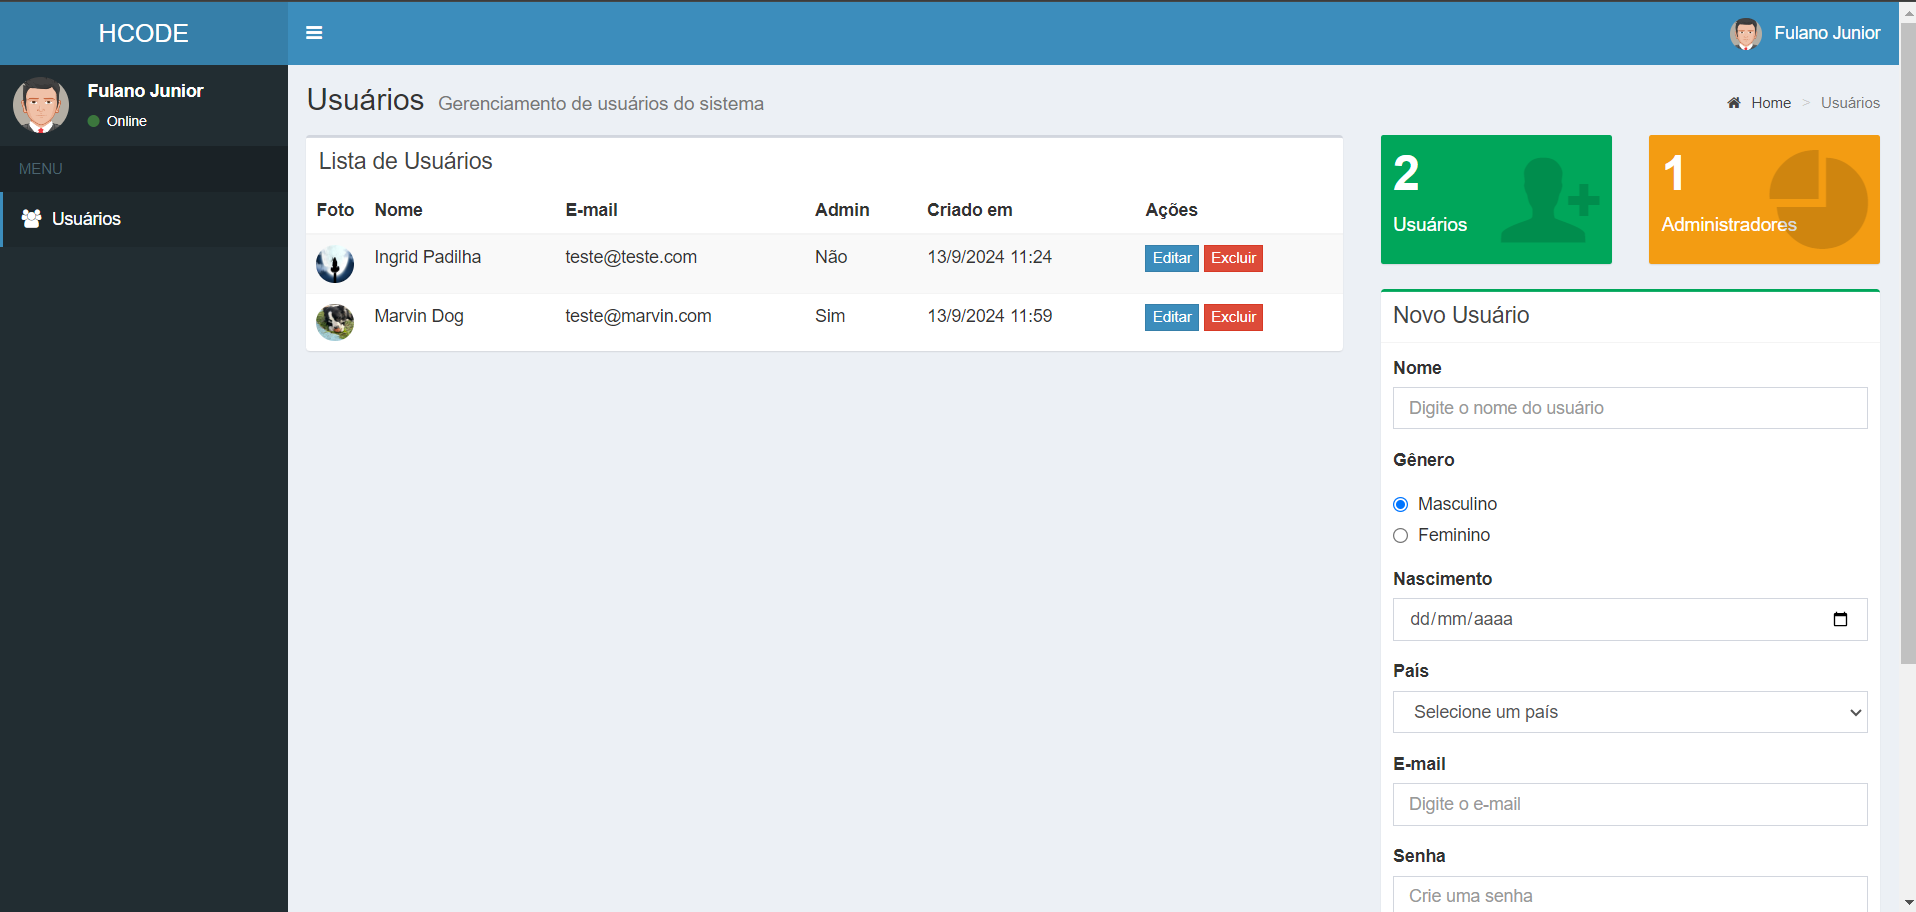 HCODE
Fulano Junior
Fulano Junior
Online
MENU
Usuários
Usuários Gerenciamento de usuários do sistema
Home > Usuários
Lista de Usuários
Foto Nome E-mail Admin Criado em Ações
Ingrid Padilha teste@teste.com Não 13/9/2024 11:24 Editar Excluir
Marvin Dog teste@marvin.com Sim 13/9/2024 11:59 Editar Excluir
2
Usuários
1
Administradores
Novo Usuário
Nome
Digite o nome do usuário
Gênero
Masculino
Feminino
Nascimento
dd/mm/aaaa
País
Selecione um país
E-mail
Digite o e-mail
Senha
Crie uma senha